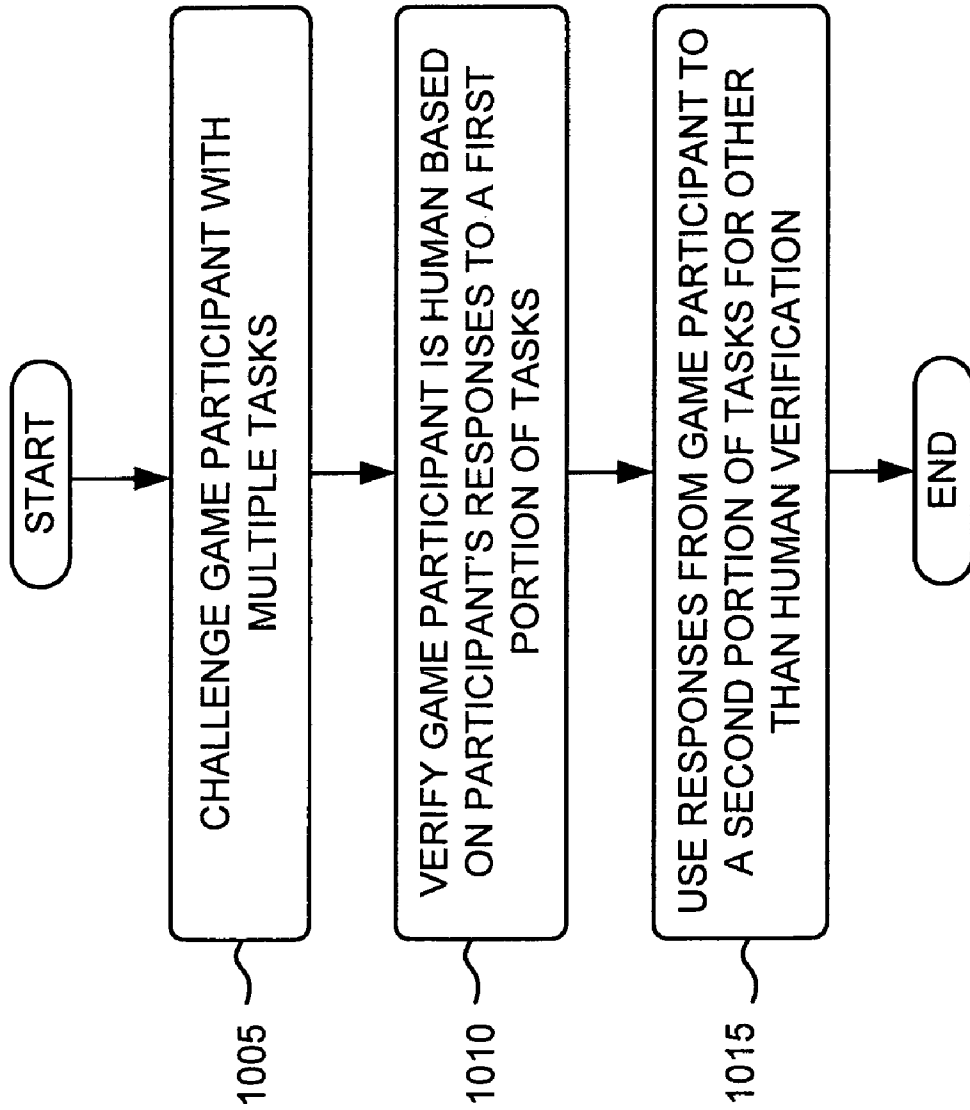 START
CHALLENGE GAME PARTICIPANT WITH
MULTIPLE TASKS
1005
VERIFY GAME PARTICIPANT IS HUMAN BASED
ON PARTICIPANT'S RESPONSES TO A FIRST
PORTION OF TASKS
1010
USE RESPONSES FROM GAME PARTICIPANT TO
A SECOND PORTION OF TASKS FOR OTHER
THAN HUMAN VERIFICATION
1015
END